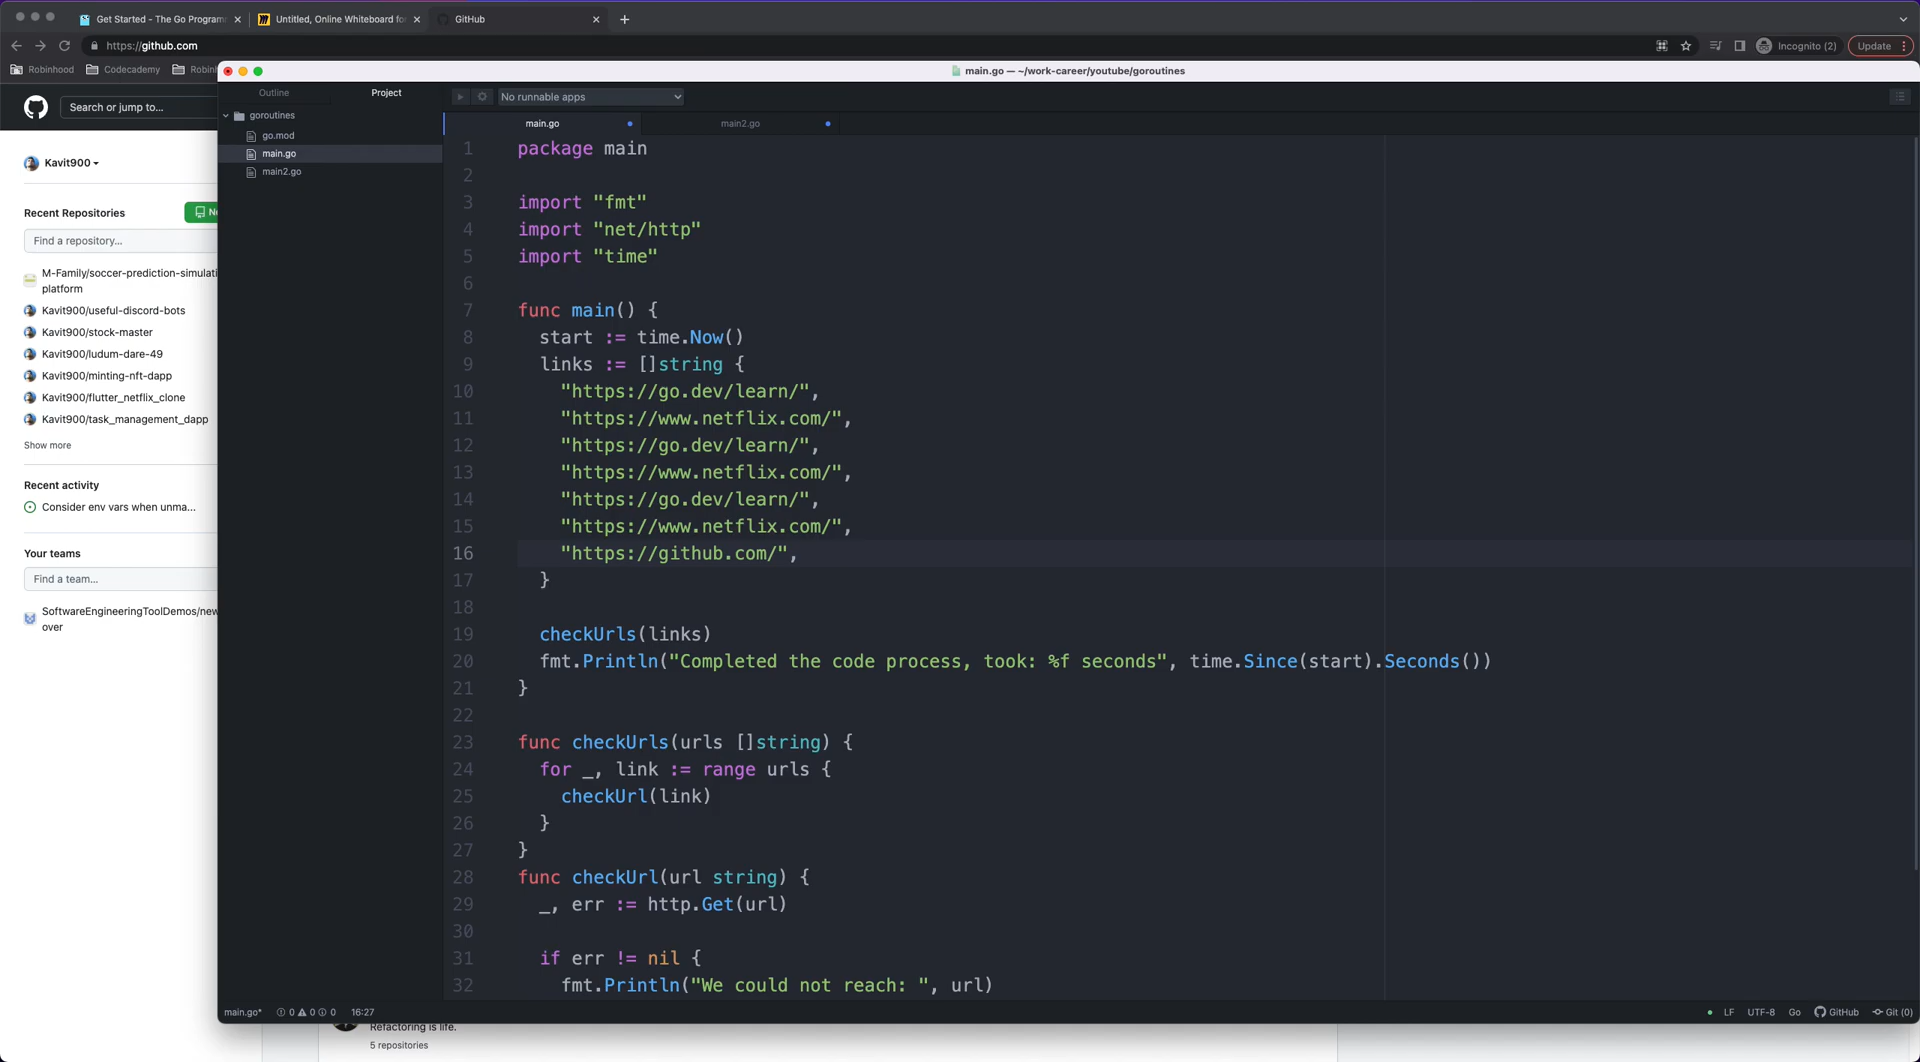 Get Started - The Go Program
Untitled, Online Whiteboard for
GitHub
https://github.com
Incognito (2)
Update
Robinhood
Codecademy
Robin
main.go — ~/work-career/youtube/goroutines
Search or jump to...
Outline
Project
No runnable apps
goroutines
go.mod
main.go
main2.go
main.go
main2.go
Kavit900
Recent Repositories
Find a repository...
M-Family/soccer-prediction-simulati
platform
Kavit900/useful-discord-bots
Kavit900/stock-master
Kavit900/ludum-dare-49
Kavit900/minting-nft-dapp
Kavit900/flutter_netflix_clone
Kavit900/task_management_dapp
Show more
Recent activity
Consider env vars when unma...
Your teams
Find a team...
SoftwareEngineeringToolDemos/new
over
1 package main
2
3 import "fmt"
4 import "net/http"
5 import "time"
6
7 func main() {
8 start := time.Now()
9 links := []string {
10 "https://go.dev/learn/",
11 "https://www.netflix.com/",
12 "https://go.dev/learn/",
13 "https://www.netflix.com/",
14 "https://go.dev/learn/",
15 "https://www.netflix.com/",
16 "https://github.com/",
17 }
18
19 checkUrls(links)
20 fmt.Println("Completed the code process, took: %f seconds", time.Since(start).Seconds())
21 }
22
23 func checkUrls(urls []string) {
24 for _, link := range urls {
25 checkUrl(link)
26 }
27 }
28 func checkUrl(url string) {
29 _, err := http.Get(url)
30
31 if err != nil {
32 fmt.Println("We could not reach: ", url)
main.go* 0 0 0 16:27
LF UTF-8 Go GitHub Git (0)
Refactoring is life.
5 repositories